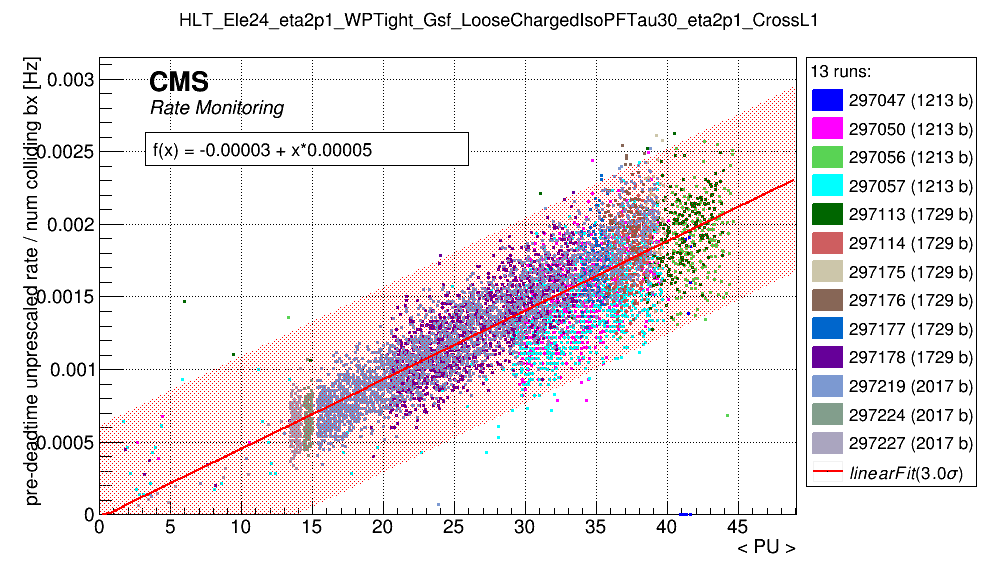 HLT_Ele24_eta2p1_WPTight_Gsf_LooseChargedIsoPFTau30_eta2p1_CrossL1
pre-deadtime unprescaled rate / num colliding bx [Hz]
0.003
0.0025
0.002
0.0015
0.001
0.0005
0
CMS
Rate Monitoring
f(x) = -0.00003 + x*0.00005
0 5 10 15 20 25 30 35 40 45
< PU >
13 runs:
297047 (1213 b)
297050 (1213 b)
297056 (1213 b)
297057 (1213 b)
297113 (1729 b)
297114 (1729 b)
297175 (1729 b)
297176 (1729 b)
297177 (1729 b)
297178 (1729 b)
297219 (2017 b)
297224 (2017 b)
297227 (2017 b)
linearFit(3.0σ)